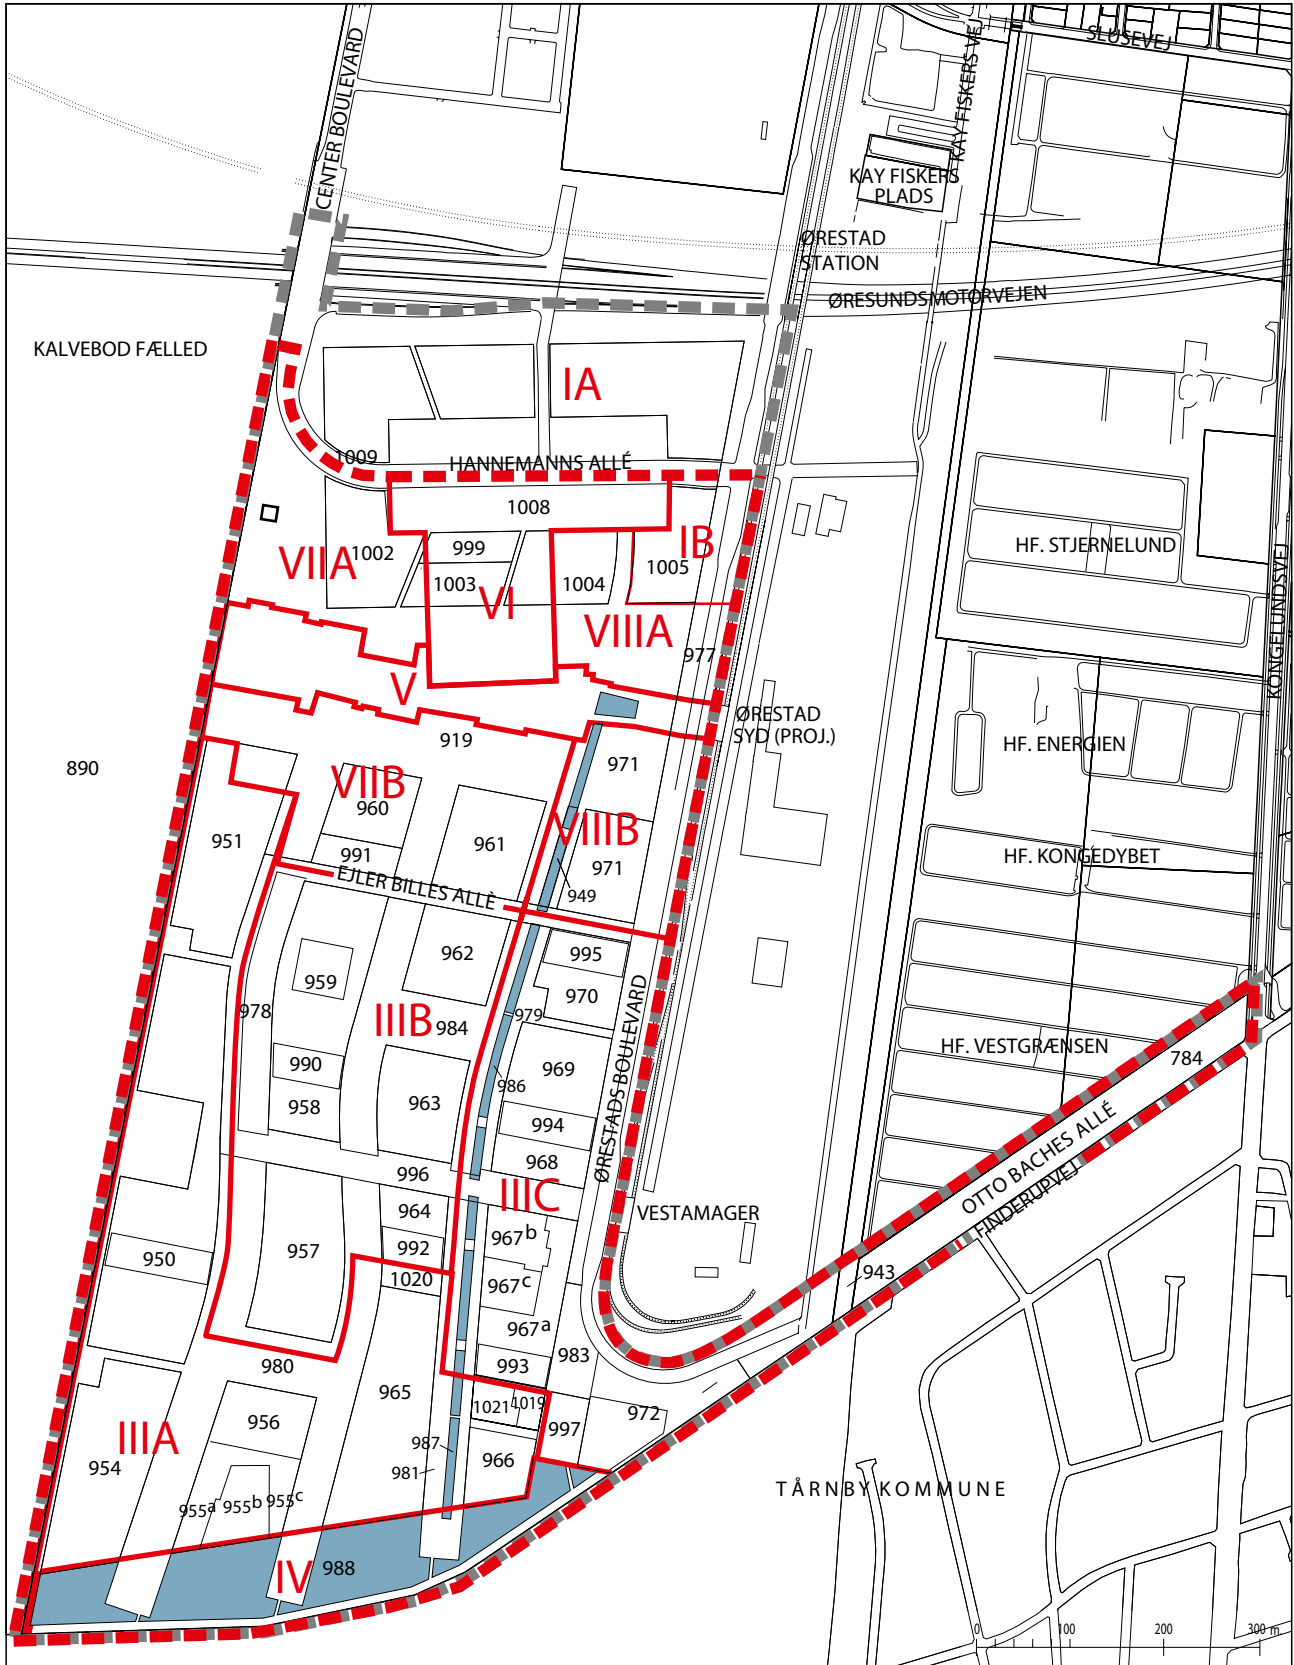 SLUSEVEJ
CENTER BOULEVARD
KAY FISKERS VEJ
KAY FISKERS
PLADS
ØRESTAD
STATION
ØRESUNDSMOTORVEJEN
KALVEBOD FÆLLED
IA
1009
HANNEMANNS ALLÉ
1008
IB
VIIA
1002
999
1003
VI
1004
1005
HF. STJERNELUND
KONGELUNDSVEJ
VIIIA
977
V
919
ØRESTAD
SYD (PROJ.)
HF. ENERGIEN
890
VIIB
960
971
951
991
961
VIIIB
971
HF. KONGEDYBET
EJLER BILLES ALLÈ
949
962
995
959
970
978
IIIB
984
979
ØRESTADS BOULEVARD
990
986
969
HF. VESTGRÆNSEN
784
958
963
994
968
996
IIIC
OTTO BACHES ALLÉ
FINDERUPVEJ
964
967b
VESTAMAGER
950
957
992
1020
967c
943
967a
980
993
983
965
1021
1019
972
956
997
IIIA
954
987
966
981
TÅRNBY KOMMUNE
955a 955b 955c
IV
988
0 100 200 300 m